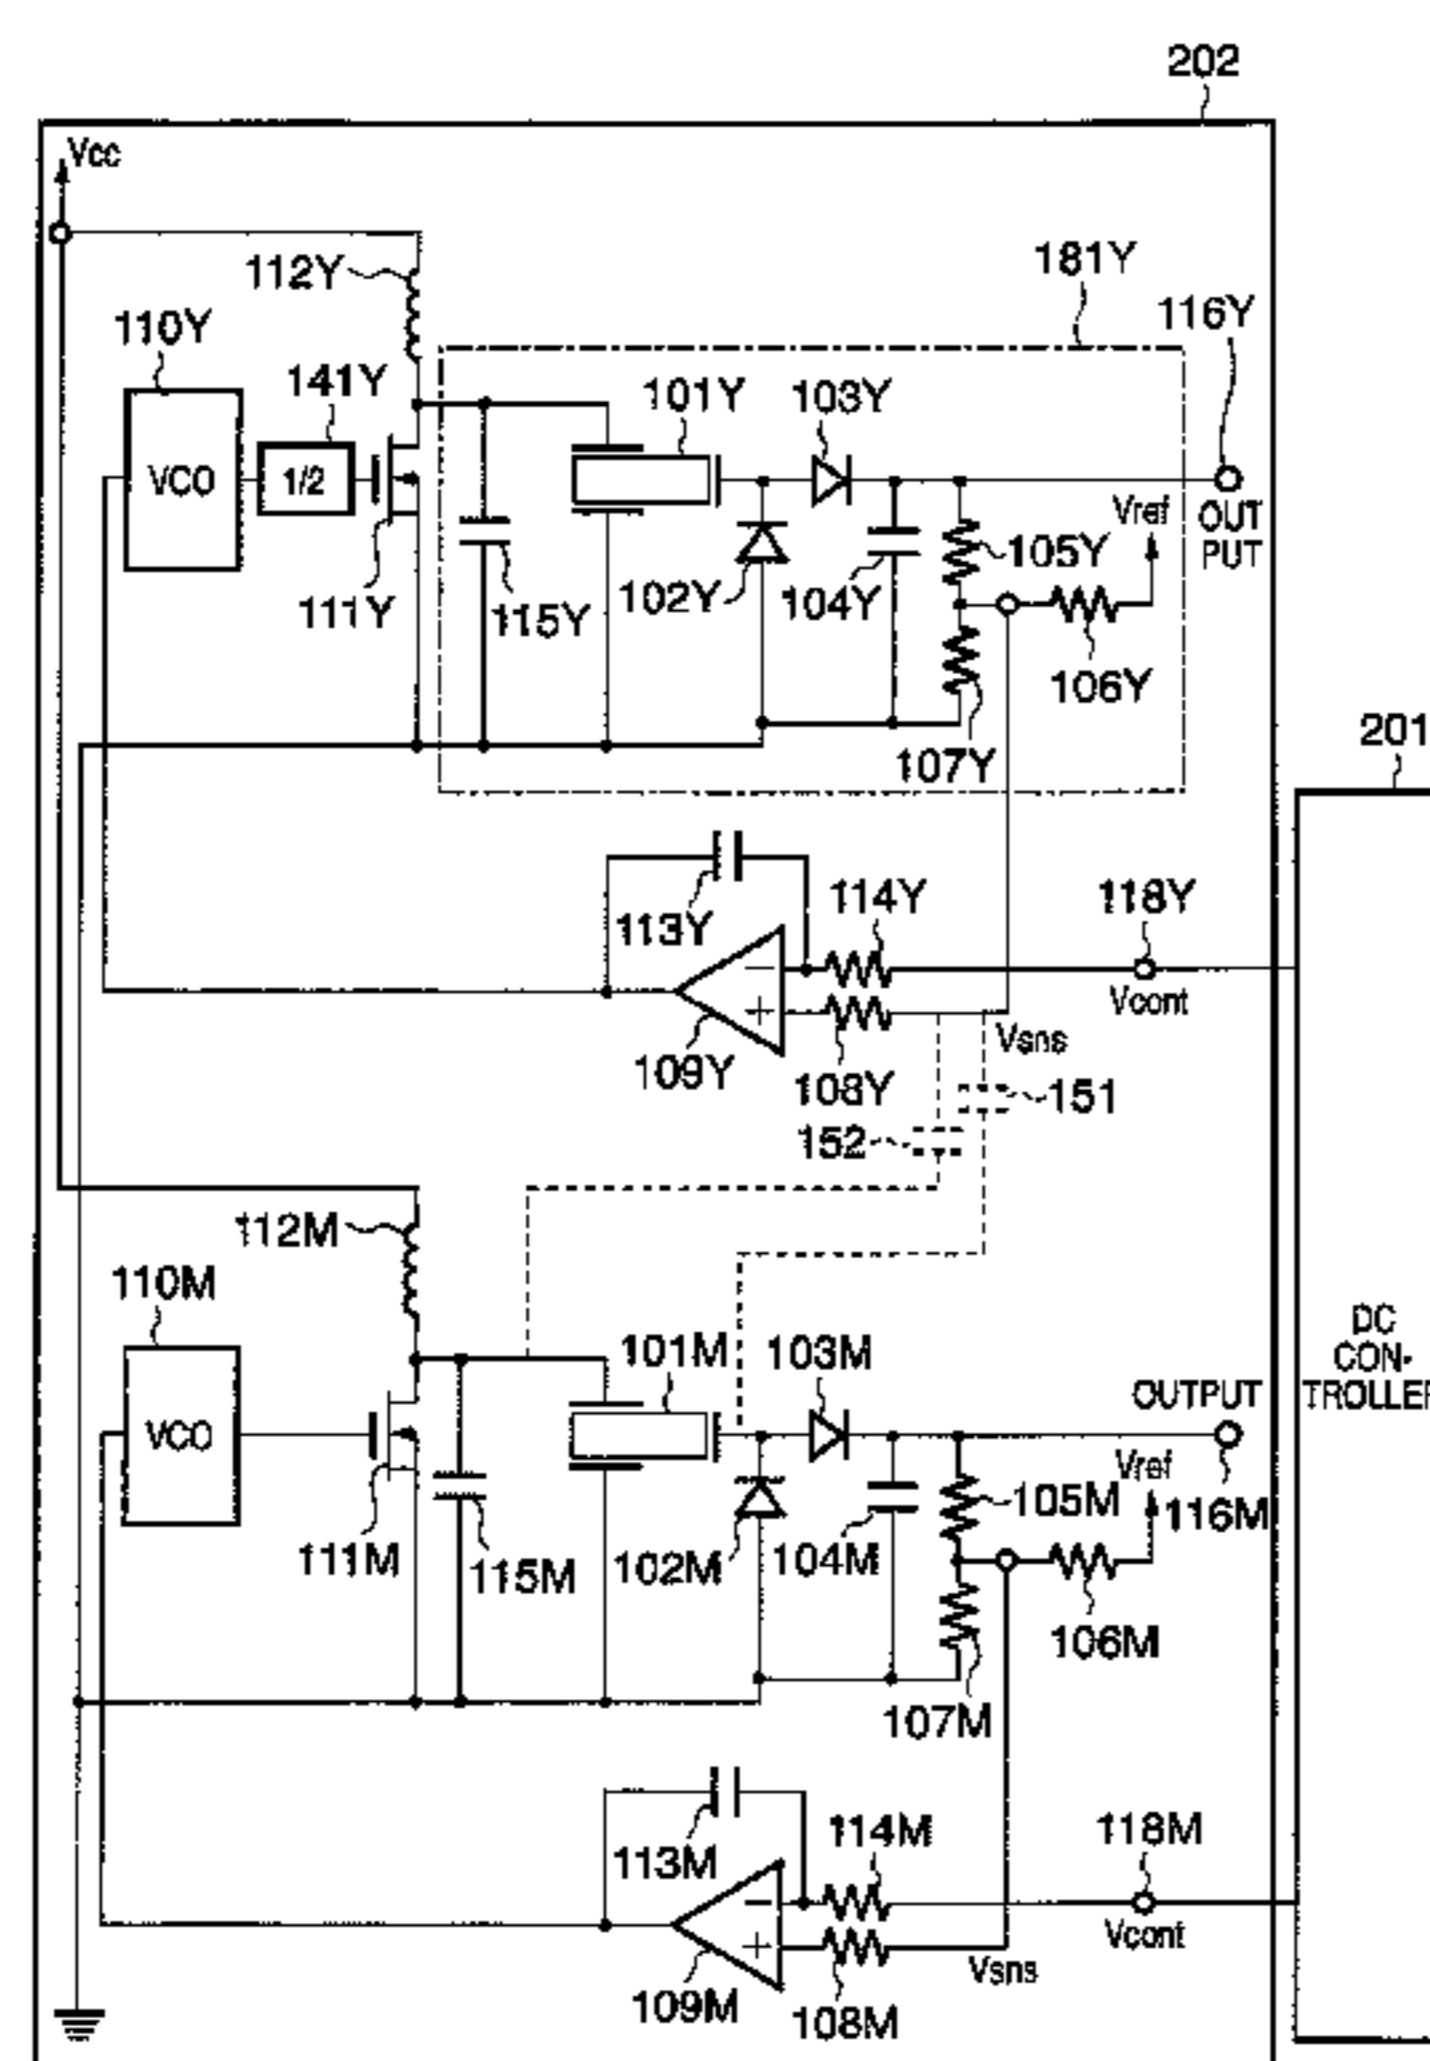 202
Vcc
181Y
112Y
116Y
110Y
141Y
101Y
103Y
VCO
1/2
Vref
OUT
PUT
105Y
111Y
115Y
102Y
104Y
106Y
107Y
201
113Y
114Y
118Y
−
+
Vcont
Vsns
109Y
108Y
151
152
112M
110M
101M
103M
DC
CON-
TROLLER
OUTPUT
VCO
Vref
105M
116M
111M
115M
102M
104M
106M
107M
113M
114M
118M
−
+
Vcont
Vsns
109M
108M